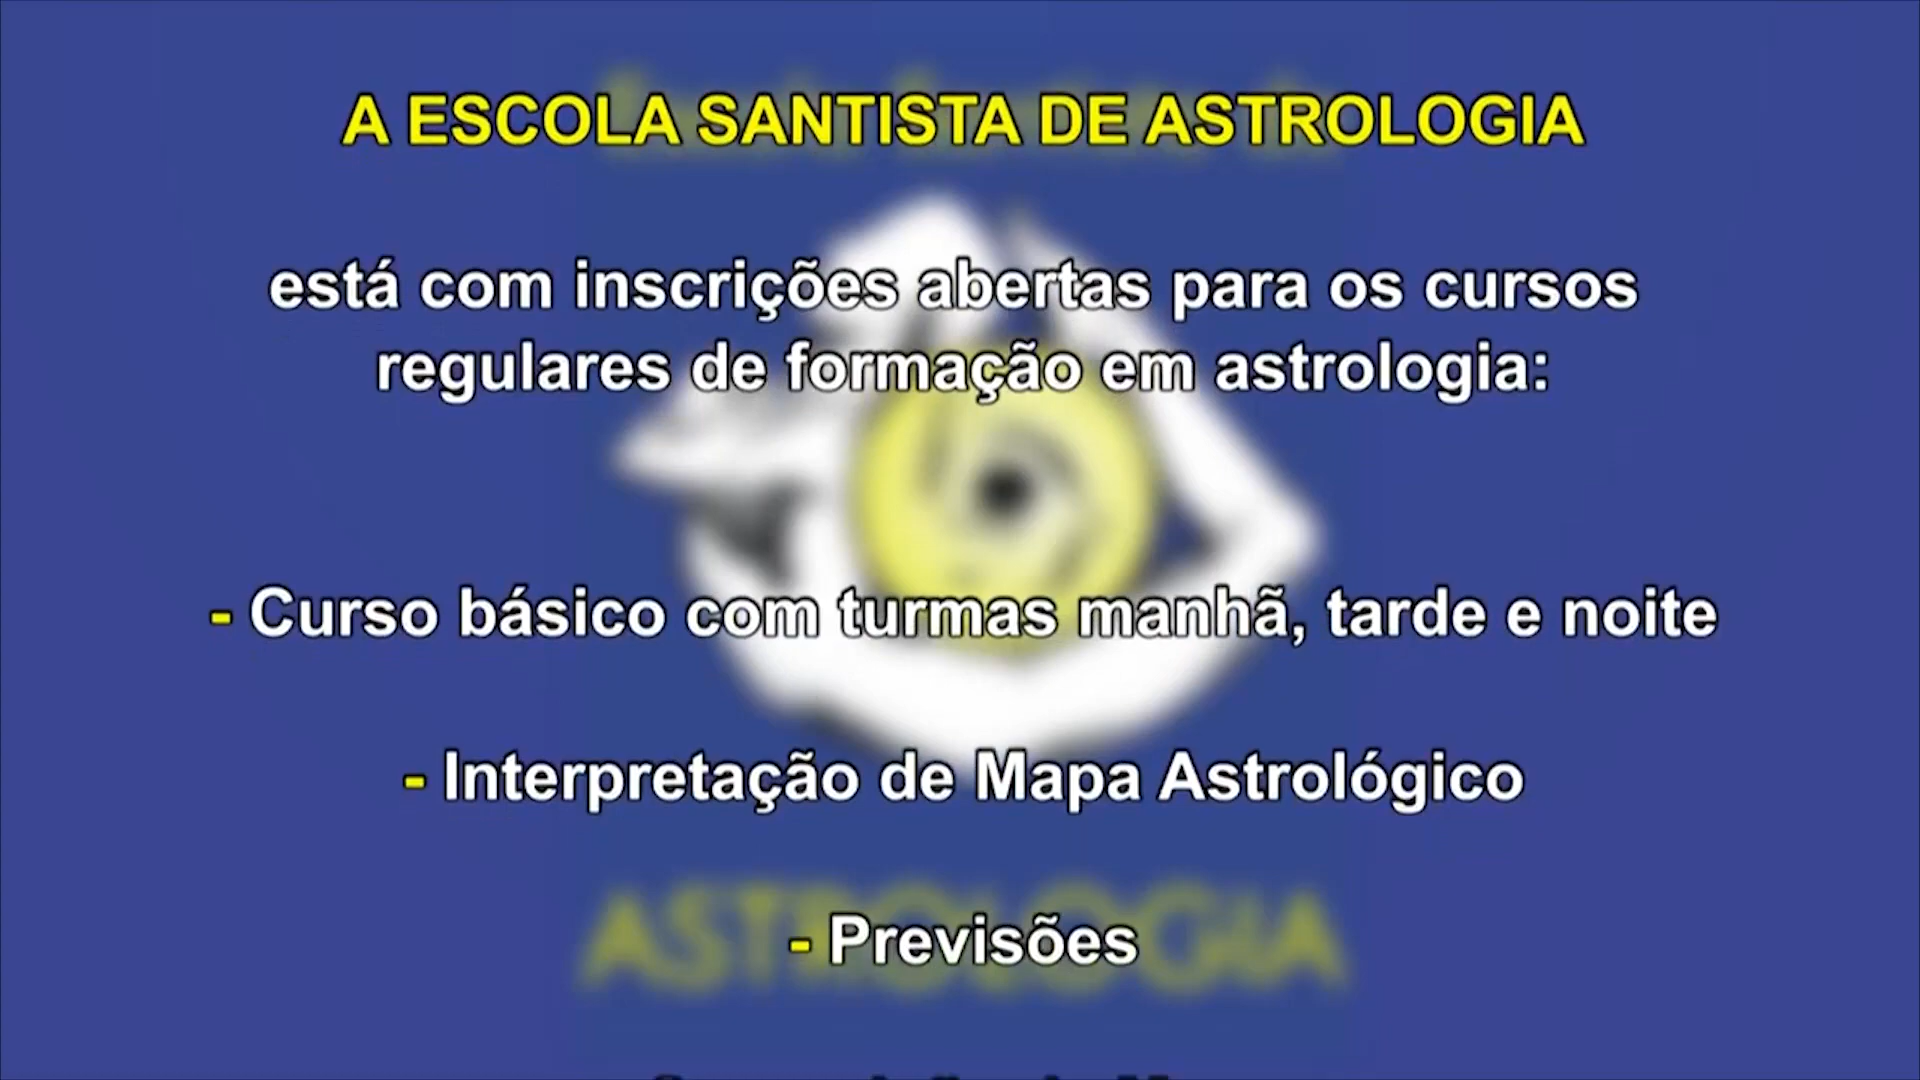 A ESCOLA SANTISTA DE ASTROLOGIA
está com inscrições abertas para os cursos
regulares de formação em astrologia:
- Curso básico com turmas manhã, tarde e noite
- Interpretação de Mapa Astrológico
- Previsões
ASTROLOGIA